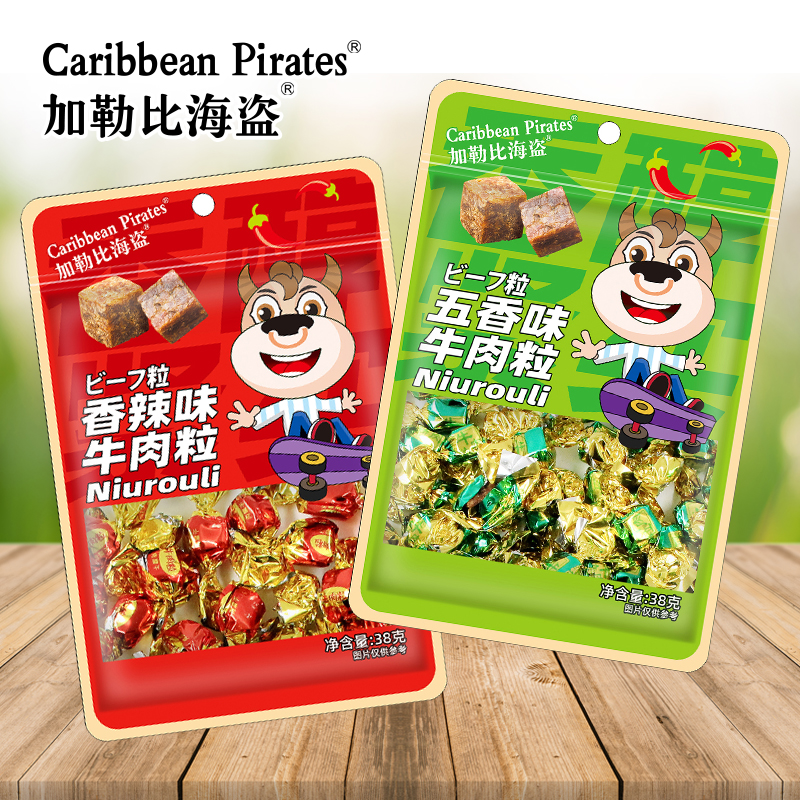 Caribbean Pirates®
加勒比海盗®
Caribbean Pirates®
加勒比海盗®
ビーフ粒
香辣味
牛肉粒
Niurouli
净含量:38克
图片仅供参考
Caribbean Pirates®
加勒比海盗®
ビーフ粒
五香味
牛肉粒
Niurouli
净含量:38克
图片仅供参考